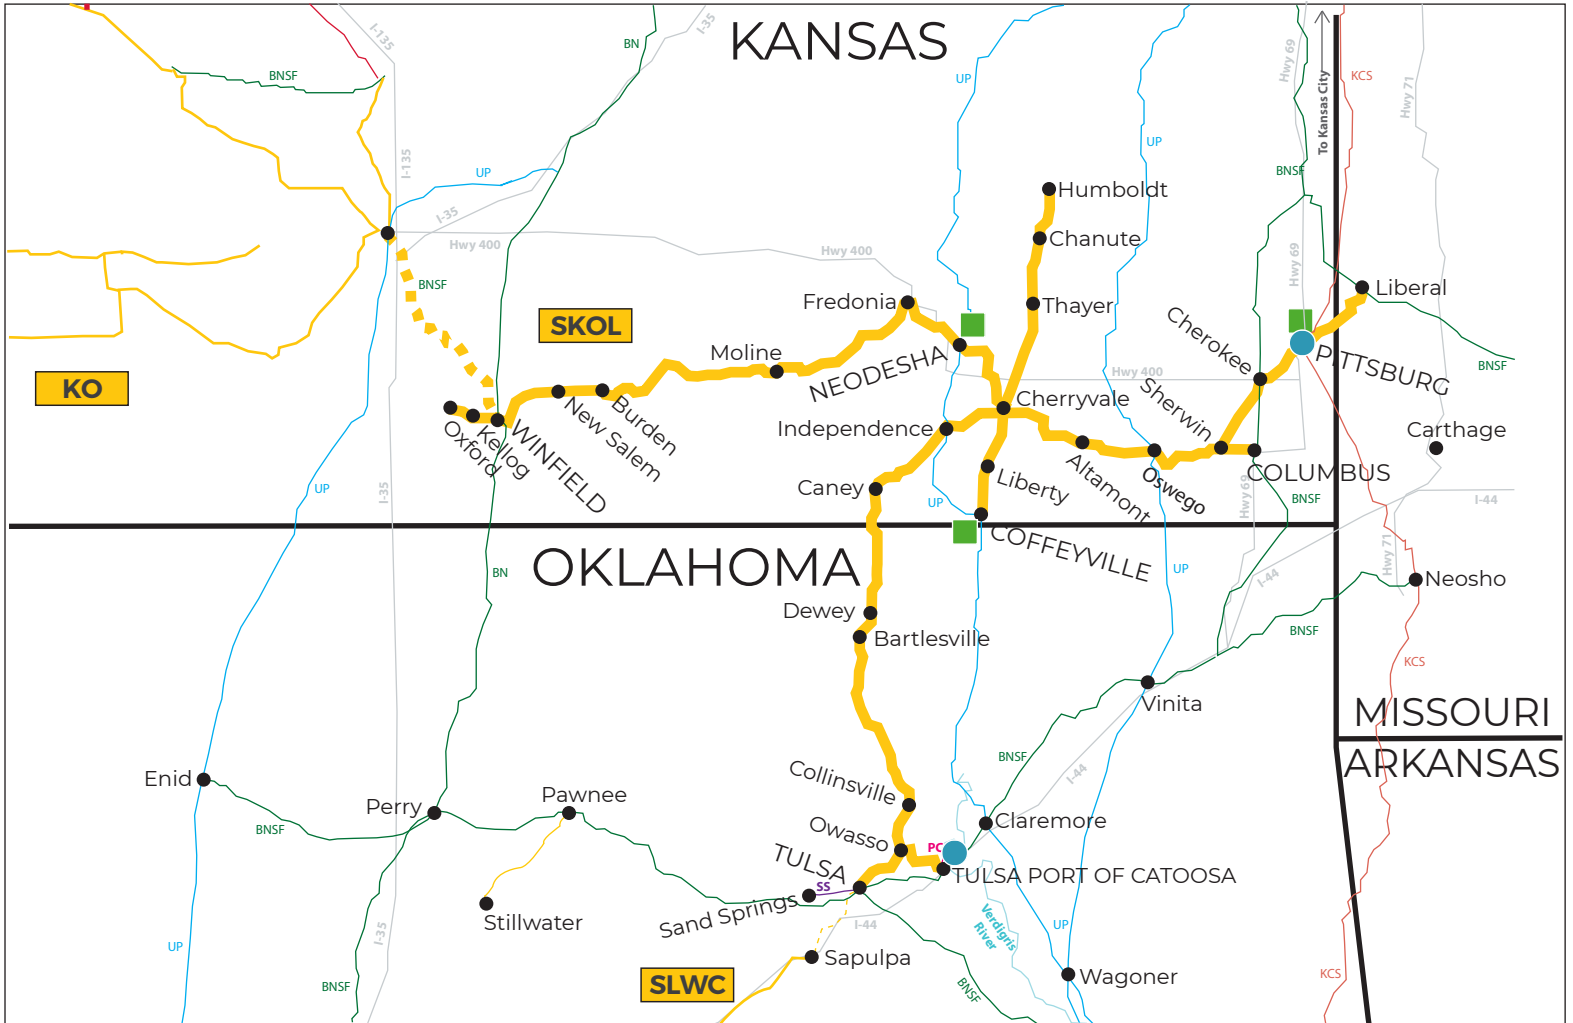 KANSAS
I-135
BN
I-35
UP
Hwy 69
To Kansas City
KCS
Hwy 71
BNSF
UP
I-135
UP
BNSF
I-35
Hwy 400
Hwy 400
Humboldt
Chanute
Hwy 69
BNSF
Liberal
Fredonia
Thayer
SKOL
Cherokee
PITTSBURG
BNSF
KO
Moline
NEODESHA
Hwy 400
Sherwin
Cherryvale
Independence
Burden
New Salem
WINFIELD
Kellog
Oxford
Carthage
COLUMBUS
Altamont
Oswego
Liberty
Caney
UP
I-35
UP
Hwy 69
BNSF
I-44
COFFEYVILLE
OKLAHOMA
BN
UP
I-44
Hwy 71
Neosho
Dewey
Bartlesville
BNSF
KCS
Vinita
MISSOURI
ARKANSAS
BNSF
I-44
Collinsville
Enid
Perry
Pawnee
BNSF
Owasso
Claremore
PC
TULSA
TULSA PORT OF CATOOSA
SS
Sand Springs
Stillwater
I-44
Verdigris
River
UP
UP
I-35
Sapulpa
Wagoner
KCS
SLWC
BNSF
BNSF